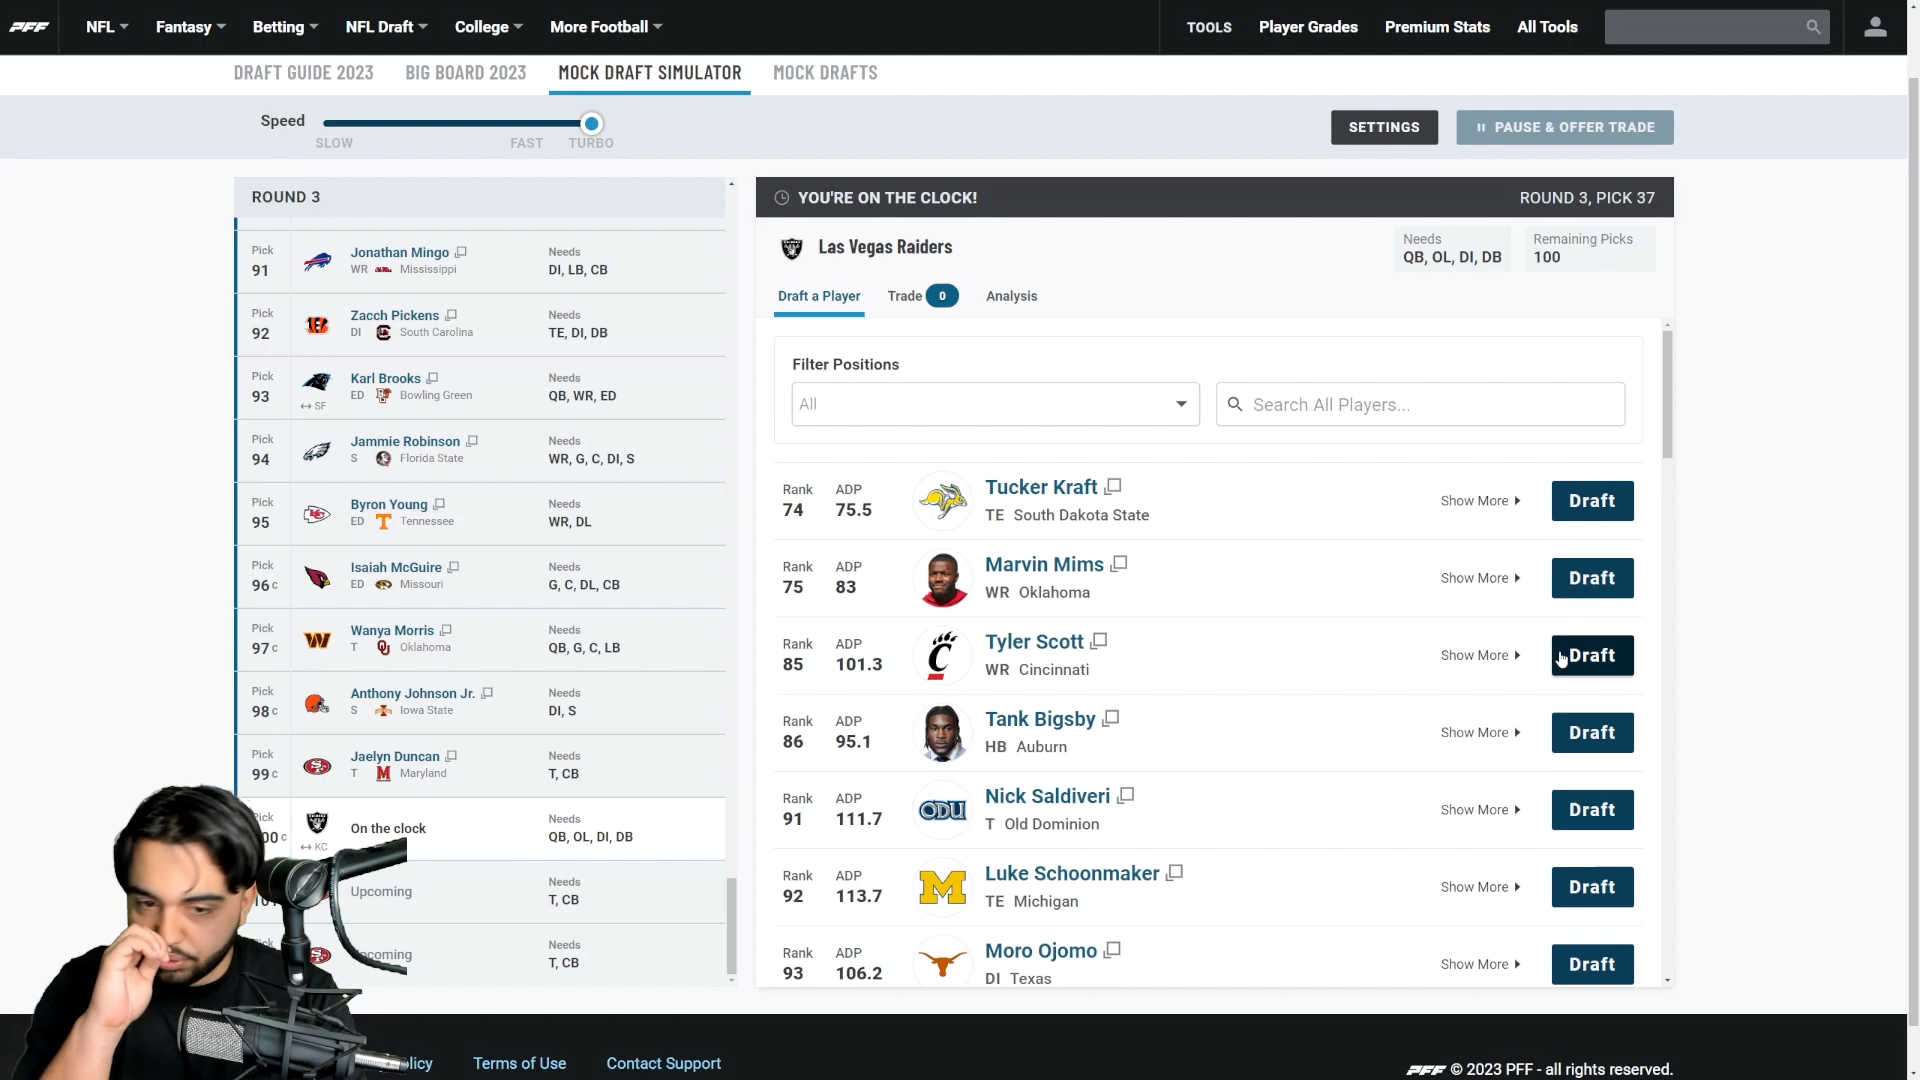 PFF
NFL
Fantasy
Betting
NFL Draft
College
More Football
TOOLS
Player Grades
Premium Stats
All Tools
DRAFT GUIDE 2023
BIG BOARD 2023
MOCK DRAFT SIMULATOR
MOCK DRAFTS
Speed
SLOW
FAST
TURBO
SETTINGS
PAUSE & OFFER TRADE
ROUND 3
Pick
91
Jonathan Mingo
WR Mississippi
Needs
DI, LB, CB
Pick
92
Zacch Pickens
DI South Carolina
Needs
TE, DI, DB
Pick
93
↔ SF
Karl Brooks
ED Bowling Green
Needs
QB, WR, ED
Pick
94
Jammie Robinson
S Florida State
Needs
WR, G, C, DI, S
Pick
95
Byron Young
ED Tennessee
Needs
WR, DL
Pick
96 c
Isaiah McGuire
ED Missouri
Needs
G, C, DL, CB
Pick
97 c
Wanya Morris
T Oklahoma
Needs
QB, G, C, LB
Pick
98 c
Anthony Johnson Jr.
S Iowa State
Needs
DI, S
Pick
99 c
Jaelyn Duncan
T Maryland
Needs
T, CB
On the clock
↔ KC
Needs
QB, OL, DI, DB
Upcoming
Needs
T, CB
Needs
T, CB
YOU'RE ON THE CLOCK!
ROUND 3, PICK 37
Las Vegas Raiders
Needs
QB, OL, DI, DB
Remaining Picks
100
Draft a Player
Trade 0
Analysis
Filter Positions
All
Search All Players...
Rank
74
ADP
75.5
Tucker Kraft
TE South Dakota State
Show More
Draft
Rank
75
ADP
83
Marvin Mims
WR Oklahoma
Show More
Draft
Rank
85
ADP
101.3
Tyler Scott
WR Cincinnati
Show More
Draft
Rank
86
ADP
95.1
Tank Bigsby
HB Auburn
Show More
Draft
Rank
91
ADP
111.7
ODU
Nick Saldiveri
T Old Dominion
Show More
Draft
Rank
92
ADP
113.7
Luke Schoonmaker
TE Michigan
Show More
Draft
Rank
93
ADP
106.2
Moro Ojomo
DI Texas
Show More
Draft
Terms of Use
Contact Support
PFF © 2023 PFF - all rights reserved.